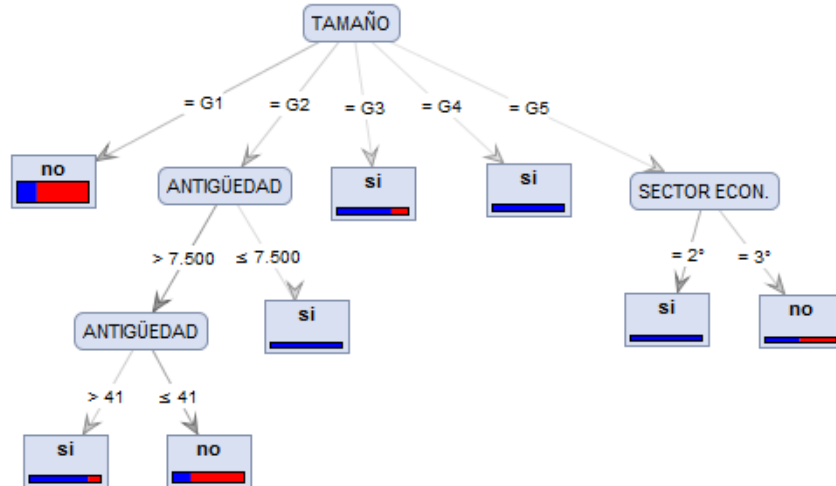 TAMAÑO
= G1
= G2
= G3
= G4
= G5
no
ANTIGÜEDAD
si
si
SECTOR ECON.
> 7.500
≤ 7.500
= 2°
= 3°
ANTIGÜEDAD
si
si
no
> 41
≤ 41
si
no